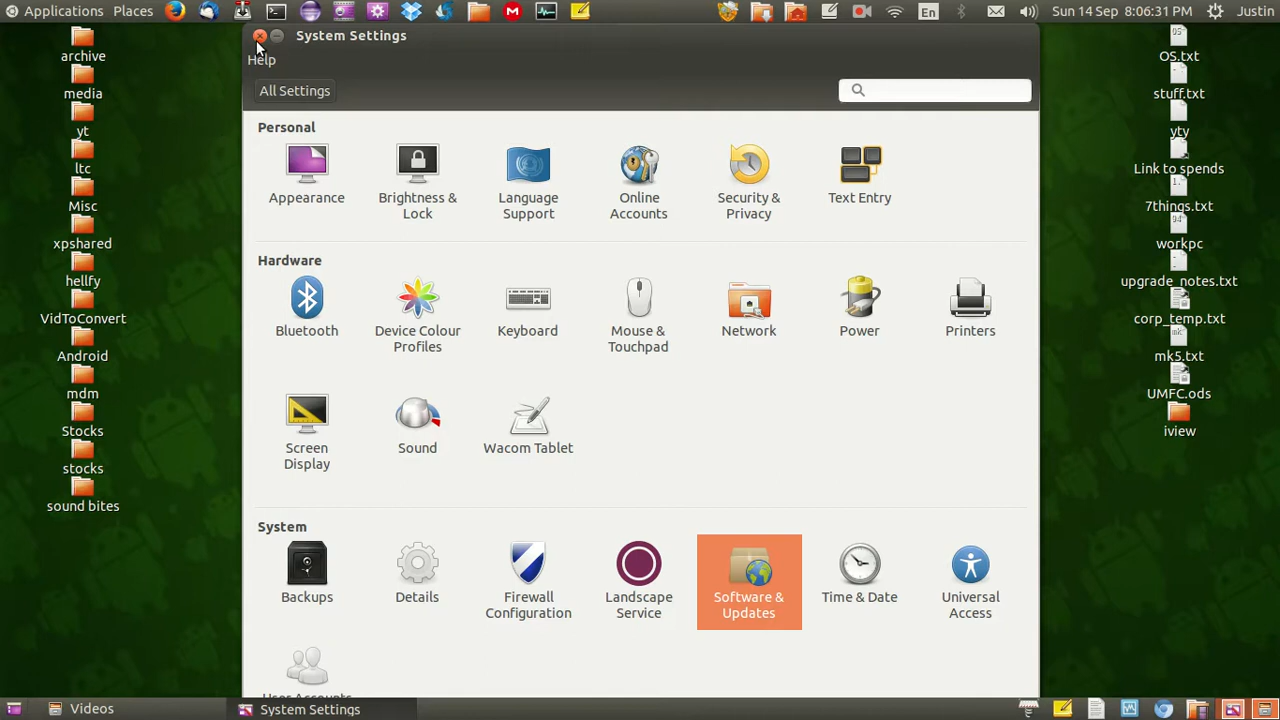 Applications Places
En
Sun 14 Sep 8:06:31 PM
Justin
System Settings
Help
All Settings
archive
media
yt
ltc
Misc
xpshared
hellfy
VidToConvert
Android
mdm
Stocks
stocks
sound bites
Personal
Appearance
Brightness &
Lock
Language
Support
Online
Accounts
Security &
Privacy
Text Entry
Hardware
Bluetooth
Device Colour
Profiles
Keyboard
Mouse &
Touchpad
Network
Power
Printers
Screen
Display
Sound
Wacom Tablet
System
Backups
Details
Firewall
Configuration
Landscape
Service
Software &
Updates
Time & Date
Universal
Access
User Accounts
OS.txt
stuff.txt
yty
Link to spends
7things.txt
workpc
upgrade_notes.txt
corp_temp.txt
mk5.txt
UMFC.ods
iview
Videos
System Settings